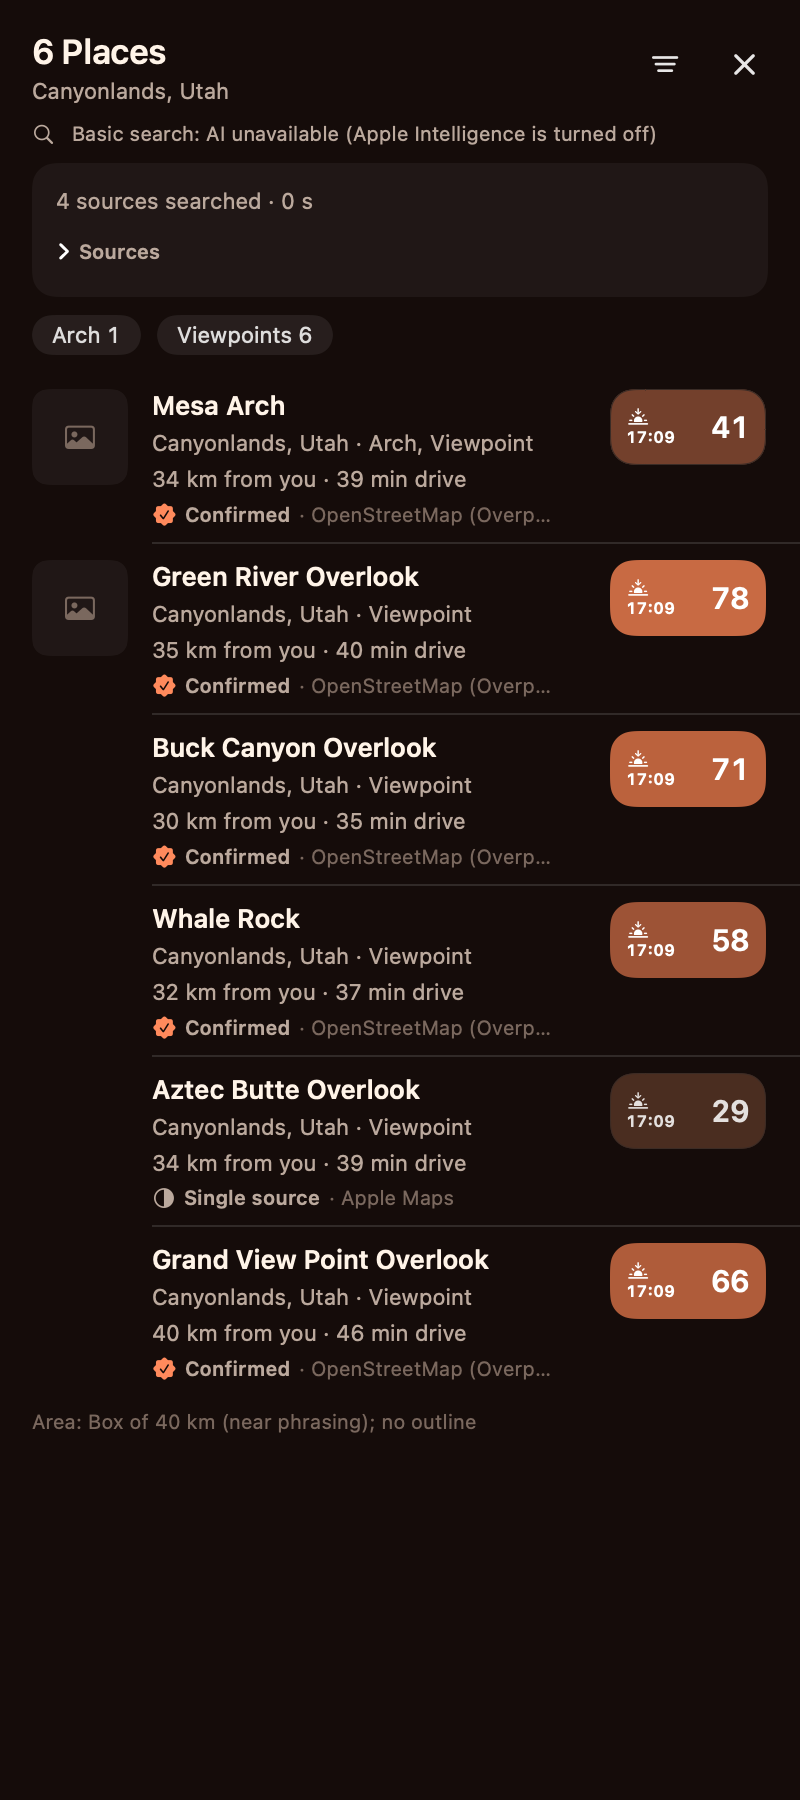 6 Places
Canyonlands, Utah
Basic search: AI unavailable (Apple Intelligence is turned off)
4 sources searched · 0 s
Sources
Arch 1
Viewpoints 6
Mesa Arch
Canyonlands, Utah · Arch, Viewpoint
34 km from you · 39 min drive
Confirmed · OpenStreetMap (Overp...
17:09
41
Green River Overlook
Canyonlands, Utah · Viewpoint
35 km from you · 40 min drive
Confirmed · OpenStreetMap (Overp...
17:09
78
Buck Canyon Overlook
Canyonlands, Utah · Viewpoint
30 km from you · 35 min drive
Confirmed · OpenStreetMap (Overp...
17:09
71
Whale Rock
Canyonlands, Utah · Viewpoint
32 km from you · 37 min drive
Confirmed · OpenStreetMap (Overp...
17:09
58
Aztec Butte Overlook
Canyonlands, Utah · Viewpoint
34 km from you · 39 min drive
Single source · Apple Maps
17:09
29
Grand View Point Overlook
Canyonlands, Utah · Viewpoint
40 km from you · 46 min drive
Confirmed · OpenStreetMap (Overp...
17:09
66
Area: Box of 40 km (near phrasing); no outline